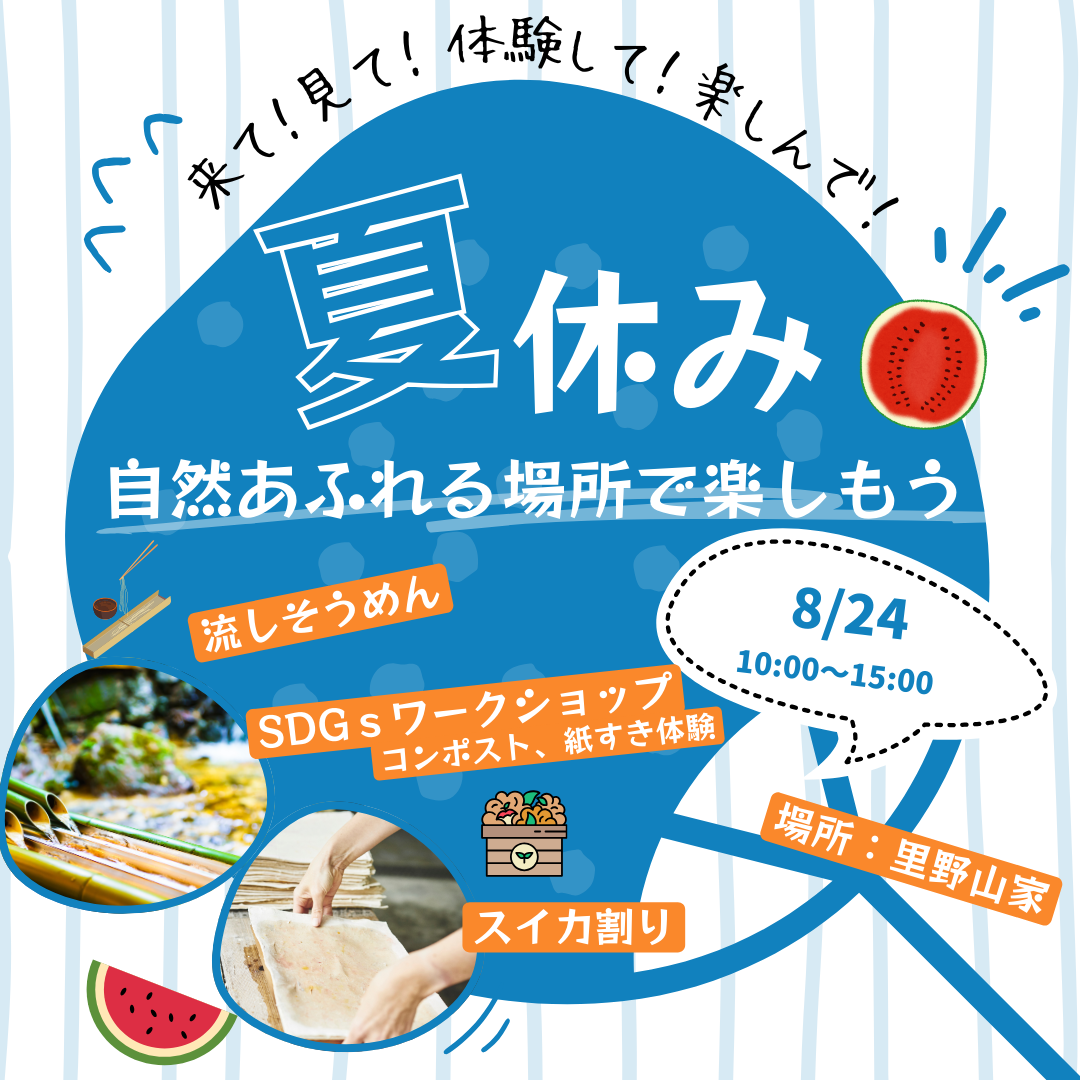 来て！見て！体験して！楽しんで！
夏休み
自然あふれる場所で楽しもう
流しそうめん
8/24
10:00〜15:00
SDGｓワークショップ
コンポスト、紙すき体験
場所：里野山家
スイカ割り